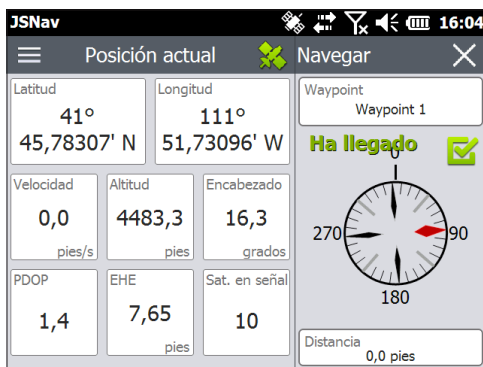 JSNav 16:04
Posición actual
Navegar
Latitud
41°
45,78307' N
Longitud
111°
51,73096' W
Velocidad
0,0
pies/s
Altitud
4483,3
pies
Encabezado
16,3
grados
PDOP
1,4
EHE
7,65
pies
Sat. en señal
10
Waypoint
Waypoint 1
Ha llegado
0
270 90
180
Distancia
0,0 pies